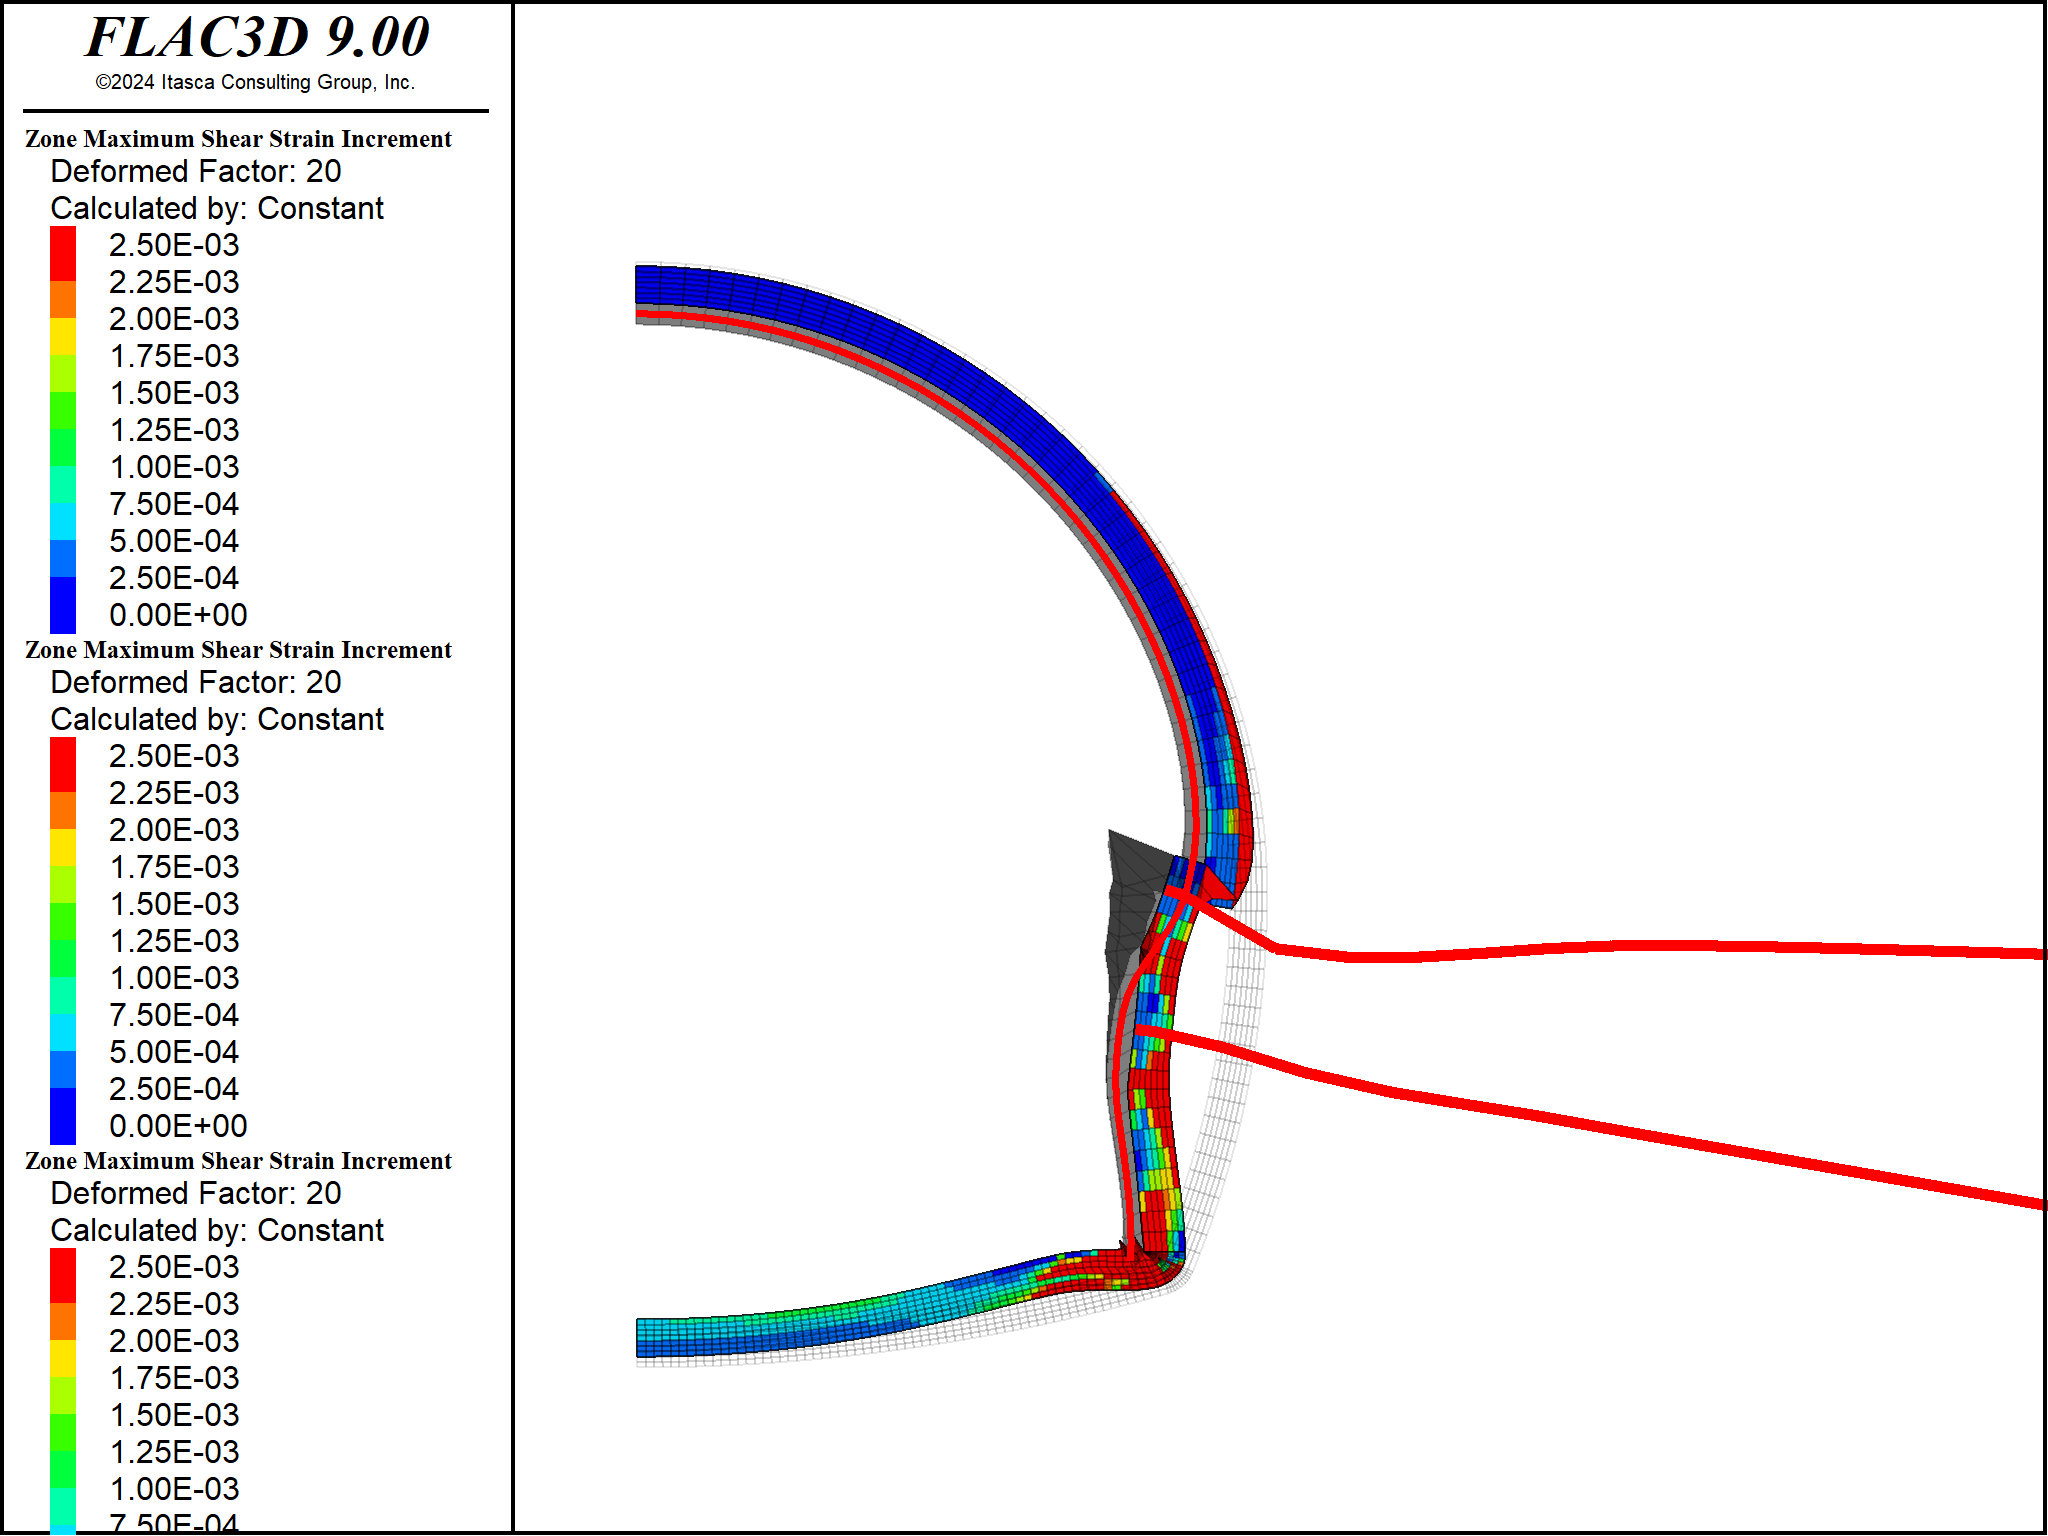 FLAC3D 9.00
©2024 Itasca Consulting Group, Inc.
Zone Maximum Shear Strain Increment
Deformed Factor: 20
Calculated by: Constant
2.50E-03
2.25E-03
2.00E-03
1.75E-03
1.50E-03
1.25E-03
1.00E-03
7.50E-04
5.00E-04
2.50E-04
0.00E+00
Zone Maximum Shear Strain Increment
Deformed Factor: 20
Calculated by: Constant
2.50E-03
2.25E-03
2.00E-03
1.75E-03
1.50E-03
1.25E-03
1.00E-03
7.50E-04
5.00E-04
2.50E-04
0.00E+00
Zone Maximum Shear Strain Increment
Deformed Factor: 20
Calculated by: Constant
2.50E-03
2.25E-03
2.00E-03
1.75E-03
1.50E-03
1.25E-03
1.00E-03
7.50E-04